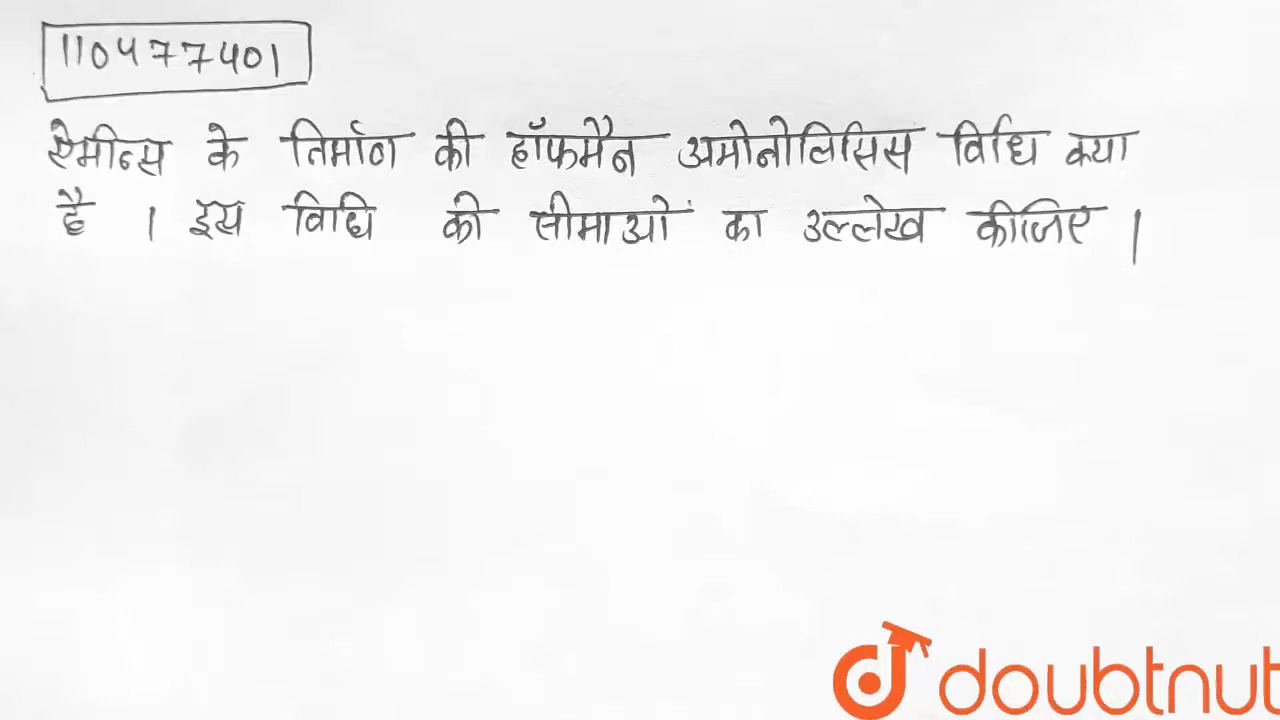 110477401
ऐमीन्स के निर्माण की हॉफमैन अमोनोलिसिस विधि क्या
है । इस विधि की सीमाओं का उल्लेख कीजिए ।
doubtnut